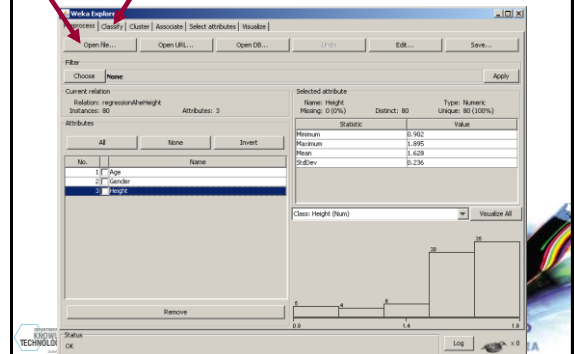 Weka Explorer
Preprocess Classify Cluster Associate Select attributes Visualize
Open file... Open URL... Open DB... Undo Edit... Save...
Filter
Choose None Apply
Current relation
Relation: regressionAheHeight
Instances: 80 Attributes: 3
Selected attribute
Name: Height Type: Numeric
Missing: 0 (0%) Distinct: 80 Unique: 80 (100%)
Attributes
All None Invert
No. Name
1 Age
2 Gender
3 Height
Remove
Statistic Value
Minimum 0.902
Maximum 1.895
Mean 1.628
StdDev 0.236
Class: Height (Num) Visualize All
4
0.9 1.4 1.9
Status
OK
Log x 0
TECHNOLO